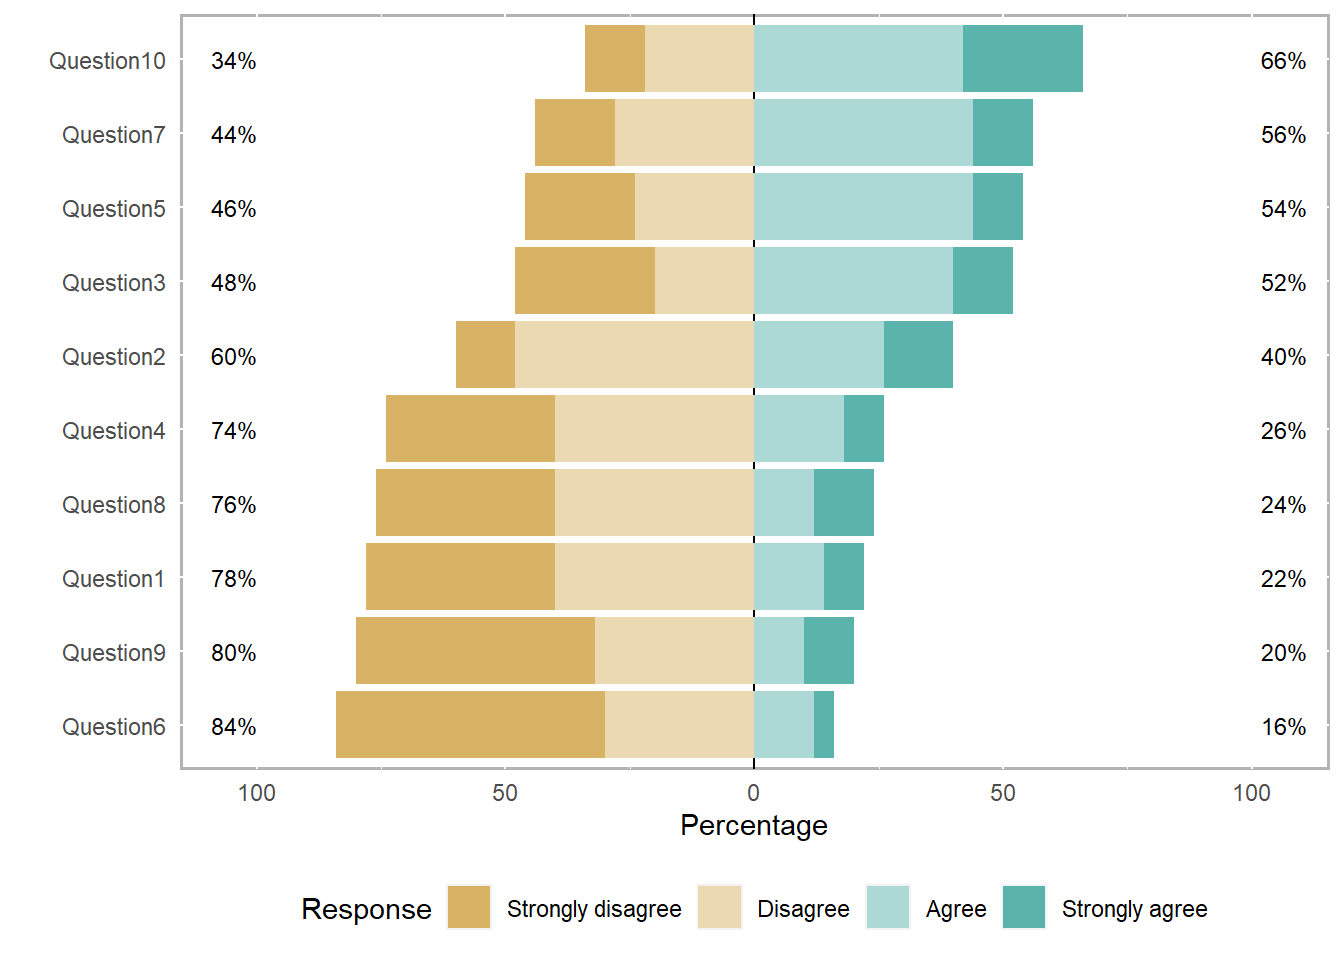 Question10 34% 66%
Question7 44% 56%
Question5 46% 54%
Question3 48% 52%
Question2 60% 40%
Question4 74% 26%
Question8 76% 24%
Question1 78% 22%
Question9 80% 20%
Question6 84% 16%
100 50 0 50 100
Percentage
Response Strongly disagree Disagree Agree Strongly agree